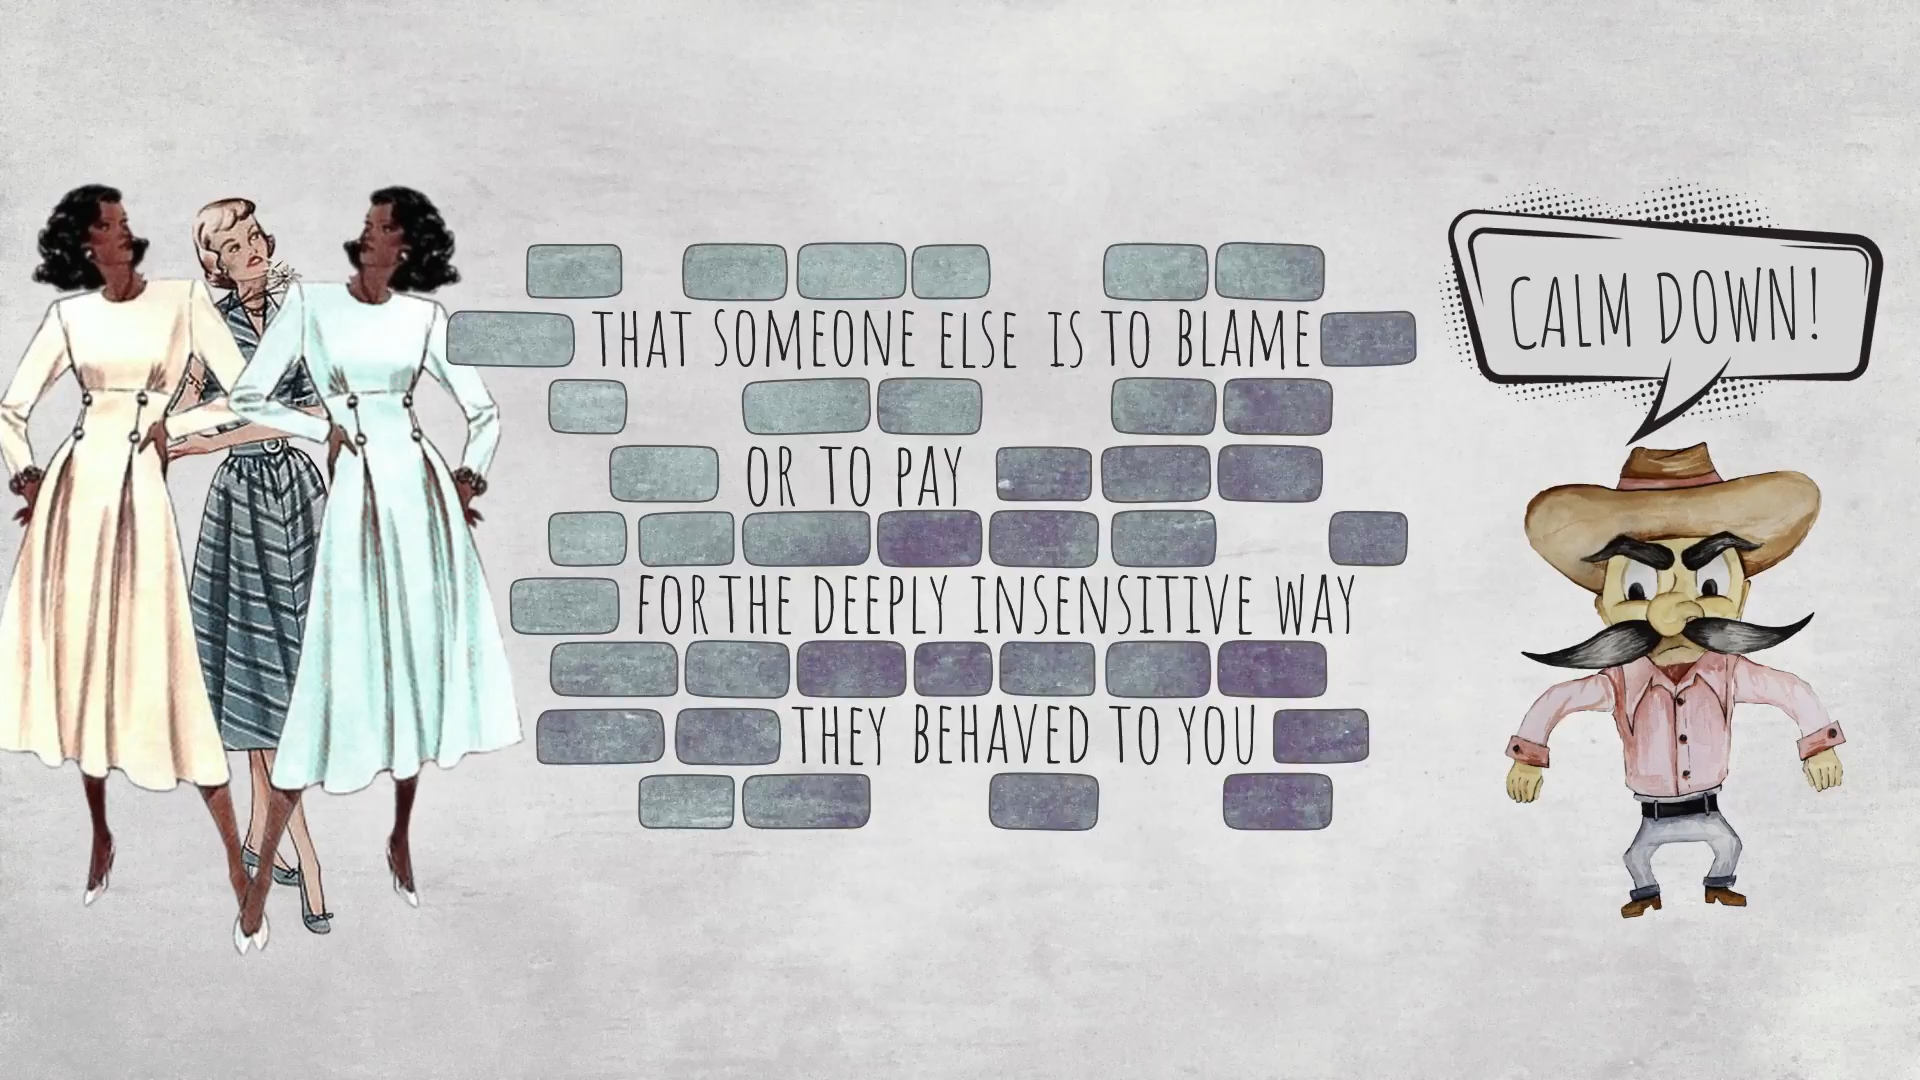 THAT SOMEONE ELSE IS TO BLAME
OR TO PAY
FOR THE DEEPLY INSENSITIVE WAY
THEY BEHAVED TO YOU
CALM DOWN!